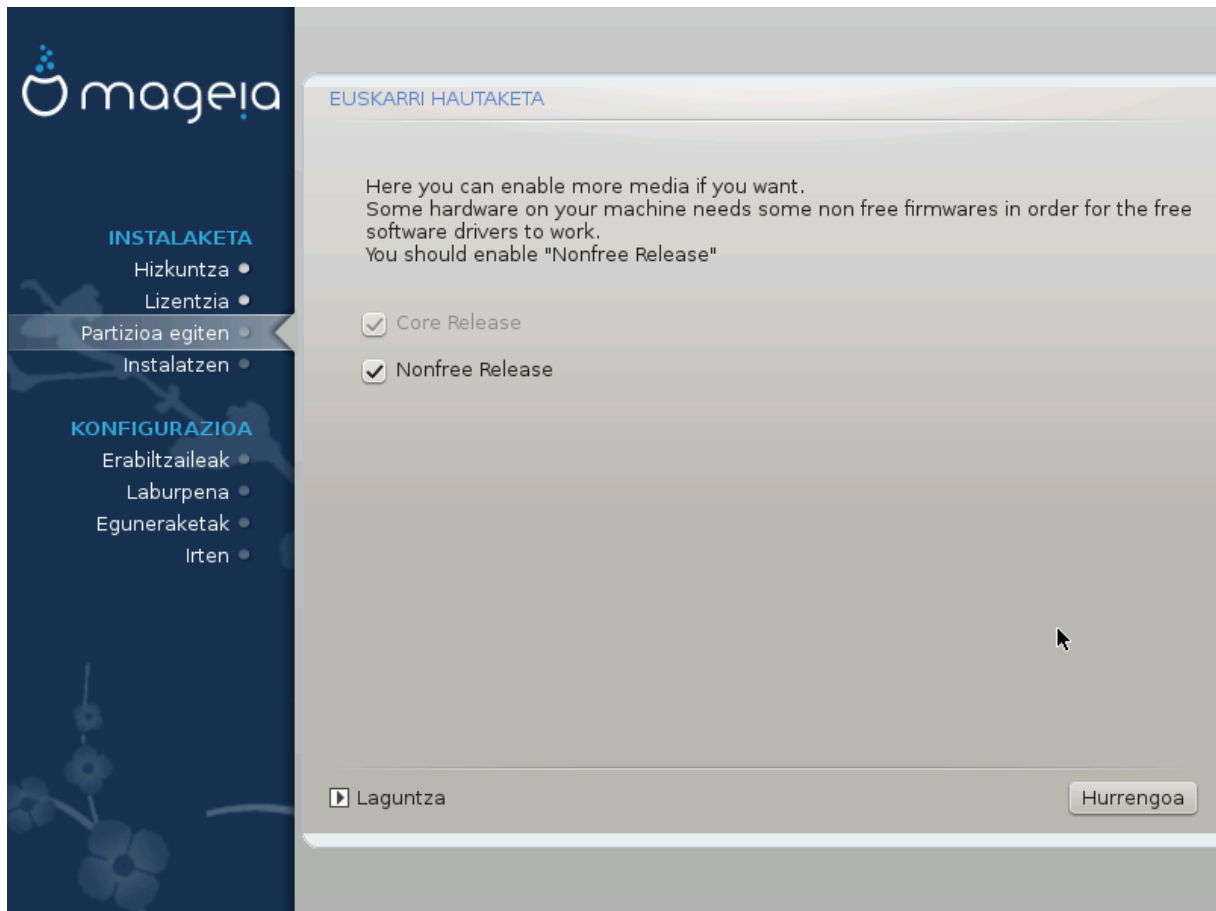 mageia
INSTALAKETA
Hizkuntza
Lizentzia
Partizioa egiten
Instalatzen
KONFIGURAZIOA
Erabiltzaileak
Laburpena
Eguneraketak
Irten
EUSKARRI HAUTAKETA
Here you can enable more media if you want.
Some hardware on your machine needs some non free firmwares in order for the free
software drivers to work.
You should enable "Nonfree Release"
Core Release
Nonfree Release
Laguntza
Hurrengoa